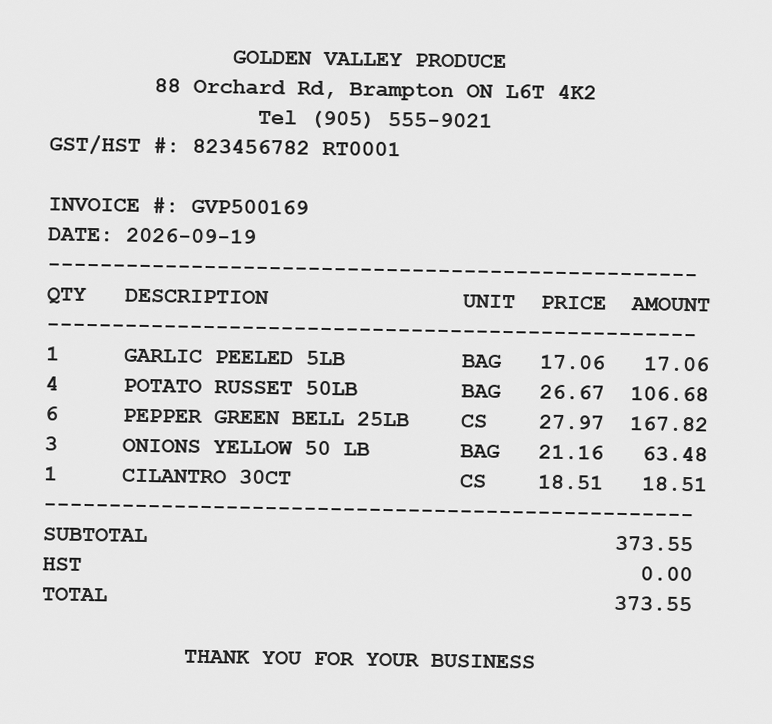 GOLDEN VALLEY PRODUCE
88 Orchard Rd, Brampton ON L6T 4K2
Tel (905) 555-9021
GST/HST #: 823456782 RT0001
INVOICE #: GVP500169
DATE: 2026-09-19
--------------------------------------------------
QTY DESCRIPTION UNIT PRICE AMOUNT
--------------------------------------------------
1 GARLIC PEELED 5LB BAG 17.06 17.06
4 POTATO RUSSET 50LB BAG 26.67 106.68
6 PEPPER GREEN BELL 25LB CS 27.97 167.82
3 ONIONS YELLOW 50 LB BAG 21.16 63.48
1 CILANTRO 30CT CS 18.51 18.51
--------------------------------------------------
SUBTOTAL 373.55
HST 0.00
TOTAL 373.55
THANK YOU FOR YOUR BUSINESS